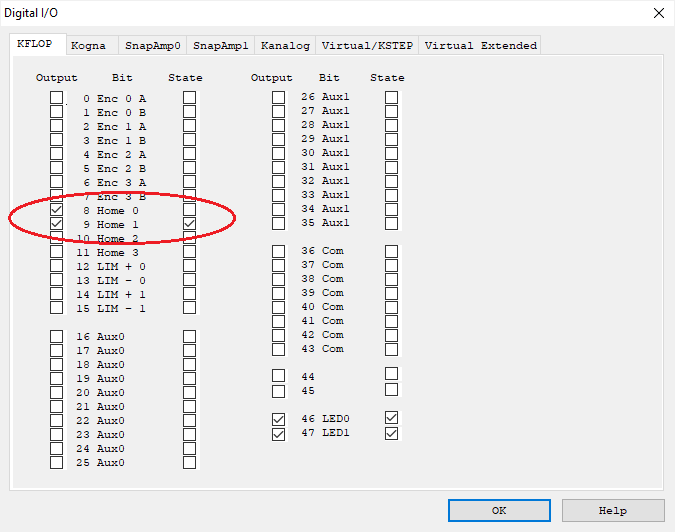 Digital I/O
KFLOP Kogna SnapAmp0 SnapAmp1 Kanalog Virtual/KSTEP Virtual Extended
Output Bit State
0 Enc 0 A
1 Enc 0 B
2 Enc 1 A
3 Enc 1 B
4 Enc 2 A
5 Enc 2 B
6 Enc 3 A
7 Enc 3 B
8 Home 0
9 Home 1
10 Home 2
11 Home 3
12 LIM + 0
13 LIM - 0
14 LIM + 1
15 LIM - 1
16 Aux0
17 Aux0
18 Aux0
19 Aux0
20 Aux0
21 Aux0
22 Aux0
23 Aux0
24 Aux0
25 Aux0
Output Bit State
26 Aux1
27 Aux1
28 Aux1
29 Aux1
30 Aux1
31 Aux1
32 Aux1
33 Aux1
34 Aux1
35 Aux1
36 Com
37 Com
38 Com
39 Com
40 Com
41 Com
42 Com
43 Com
44
45
46 LED0
47 LED1
OK Help